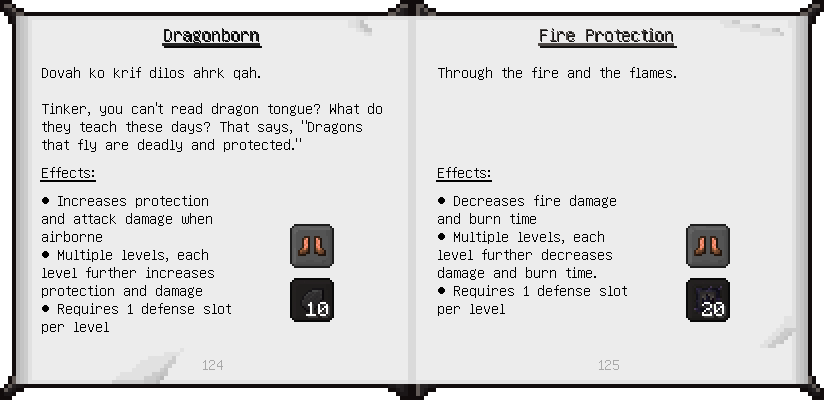 Dragonborn
Dovah ko krif dilos ahrk qah.
Tinker, you can't read dragon tongue? What do
they teach these days? That says, "Dragons
that fly are deadly and protected."
Effects:
• Increases protection
and attack damage when
airborne
• Multiple levels, each
level further increases
protection and damage
• Requires 1 defense slot
per level
10
124
Fire Protection
Through the fire and the flames.
Effects:
• Decreases fire damage
and burn time
• Multiple levels, each
level further decreases
damage and burn time.
• Requires 1 defense slot
per level
20
125